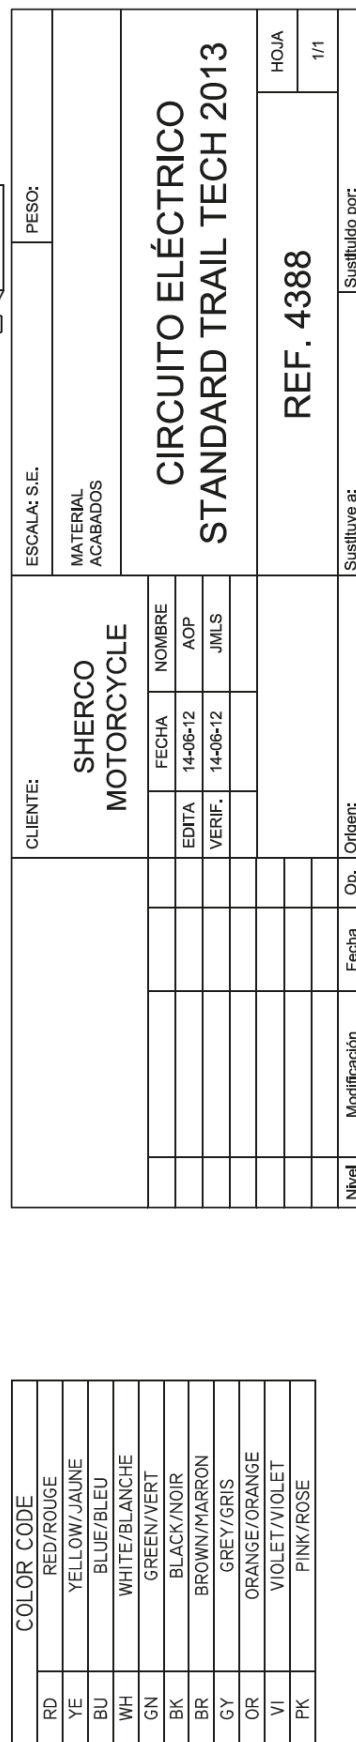 COLOR CODE
RD RED/ROUGE
YE YELLOW/JAUNE
BU BLUE/BLEU
WH WHITE/BLANCHE
GN GREEN/VERT
BK BLACK/NOIR
BR BROWN/MARRON
GY GREY/GRIS
OR ORANGE/ORANGE
VI VIOLET/VIOLET
PK PINK/ROSE
CLIENTE:
SHERCO
MOTORCYCLE
ESCALA: S.E.
PESO:
MATERIAL
ACABADOS
FECHA NOMBRE
EDITA 14-06-12 AOP
VERIF. 14-06-12 JMLS
CIRCUITO ELÉCTRICO
STANDARD TRAIL TECH 2013
REF. 4388
HOJA
1/1
Nivel Modificación Fecha Op. Origen: Sustituye a: Sustituido por: